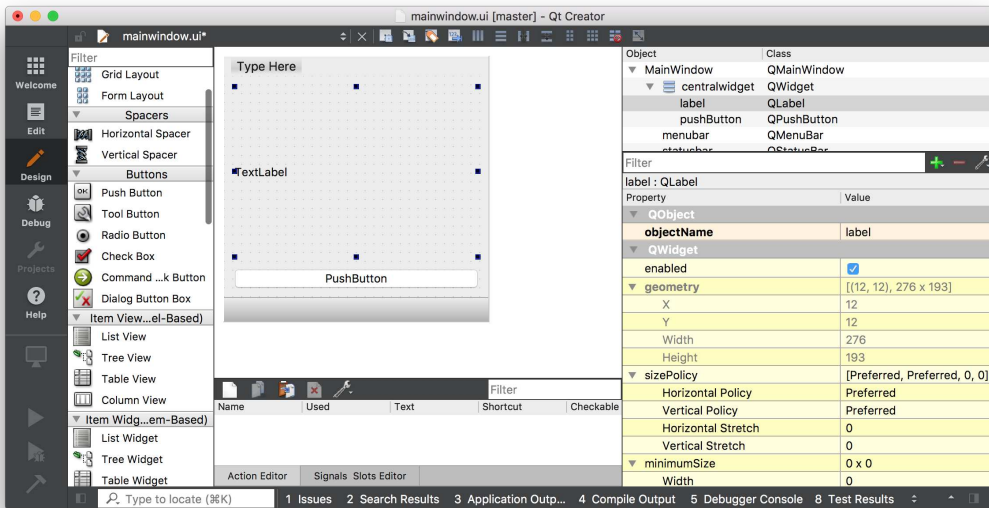 mainwindow.ui [master] - Qt Creator
mainwindow.ui*
Welcome
Edit
Design
Debug
Projects
Help
Filter
Grid Layout
Form Layout
Spacers
Horizontal Spacer
Vertical Spacer
Buttons
OK Push Button
Tool Button
Radio Button
Check Box
Command ...k Button
Dialog Button Box
Item View...el-Based)
List View
Tree View
Table View
Column View
Item Widg...em-Based)
List Widget
Tree Widget
Table Widget
Type Here
TextLabel
PushButton
Filter
Name Used Text Shortcut Checkable
Action Editor Signals Slots Editor
Object Class
MainWindow QMainWindow
centralwidget QWidget
label QLabel
pushButton QPushButton
menubar QMenuBar
statusbar QStatusBar
Filter
label : QLabel
Property Value
QObject
objectName label
QWidget
enabled
geometry [(12, 12), 276 x 193]
X 12
Y 12
Width 276
Height 193
sizePolicy [Preferred, Preferred, 0, 0]
Horizontal Policy Preferred
Vertical Policy Preferred
Horizontal Stretch 0
Vertical Stretch 0
minimumSize 0 x 0
Width 0
Type to locate (⌘K) 1 Issues 2 Search Results 3 Application Outp... 4 Compile Output 5 Debugger Console 8 Test Results